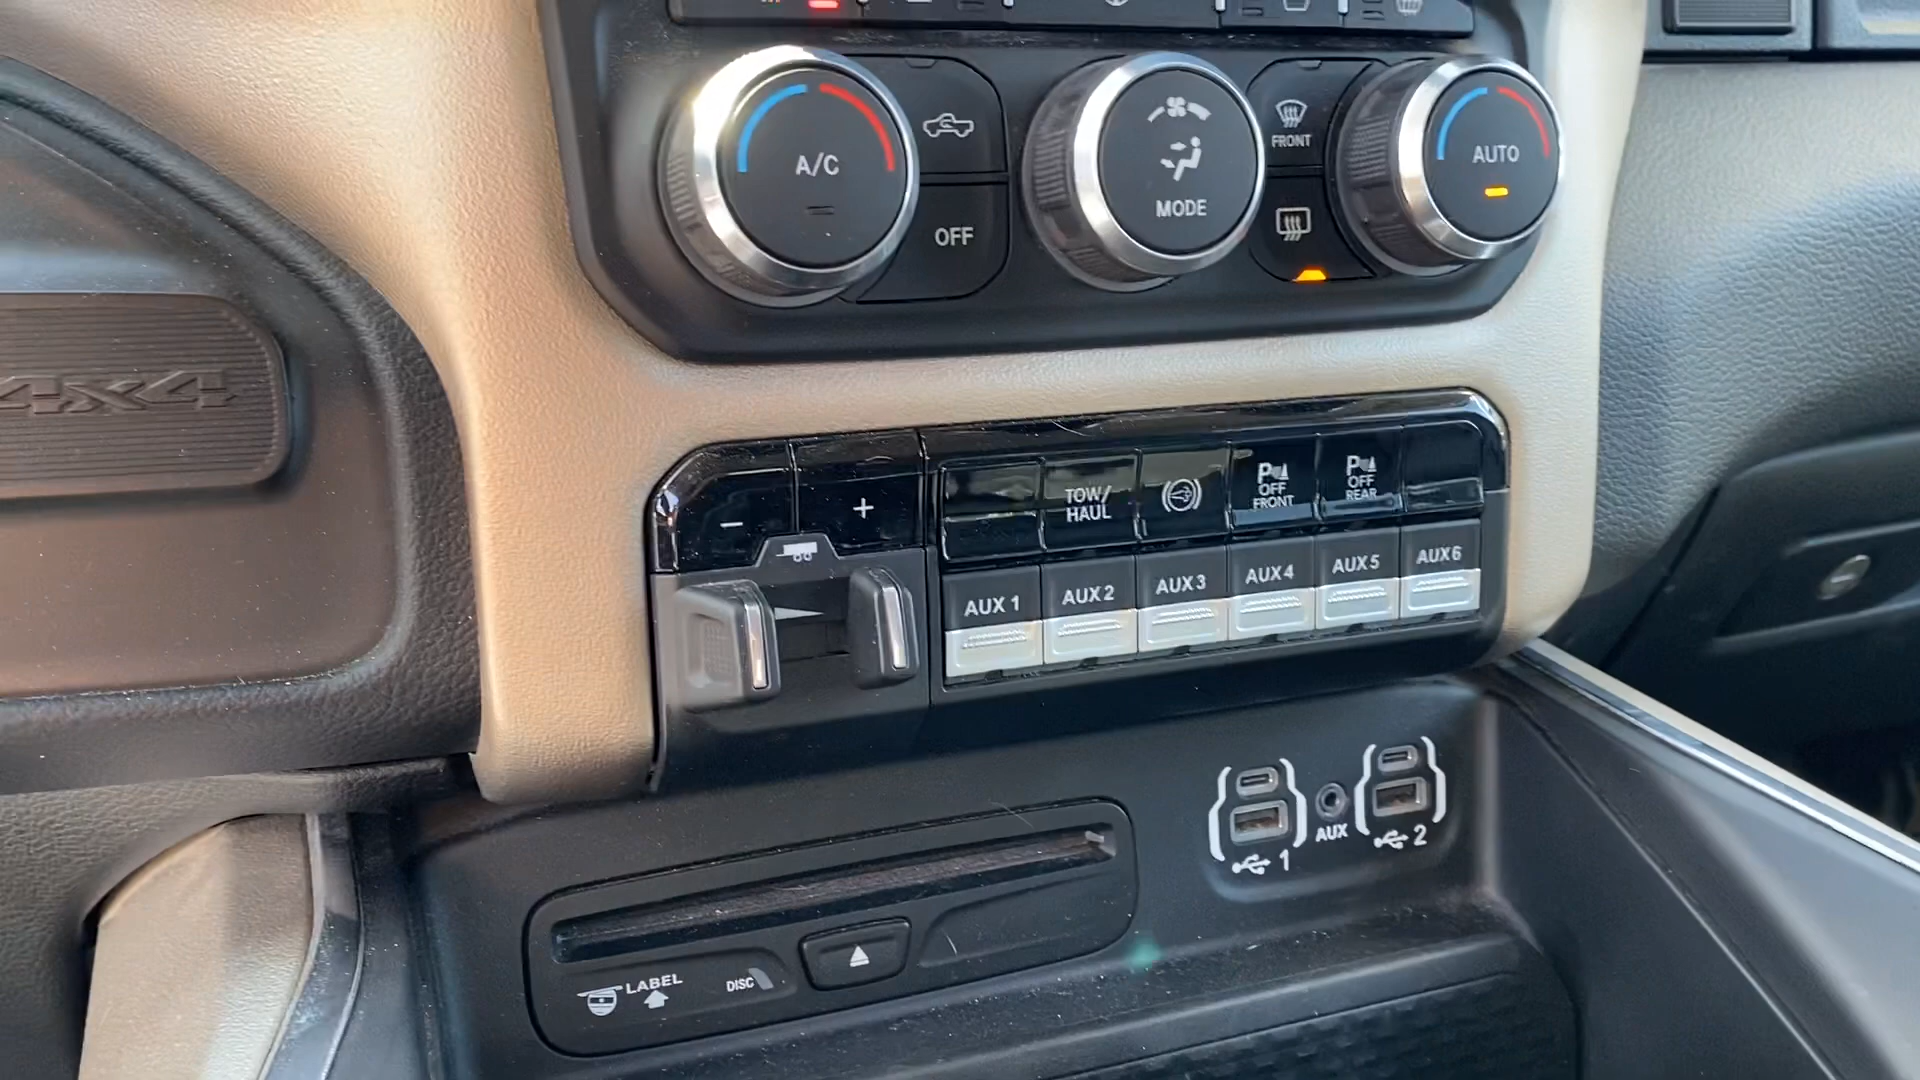 A/C
OFF
MODE
FRONT
AUTO
4x4
TOW/
HAUL
P
OFF
FRONT
P
OFF
REAR
AUX 1
AUX 2
AUX 3
AUX 4
AUX 5
AUX 6
1
AUX
2
LABEL
DISC